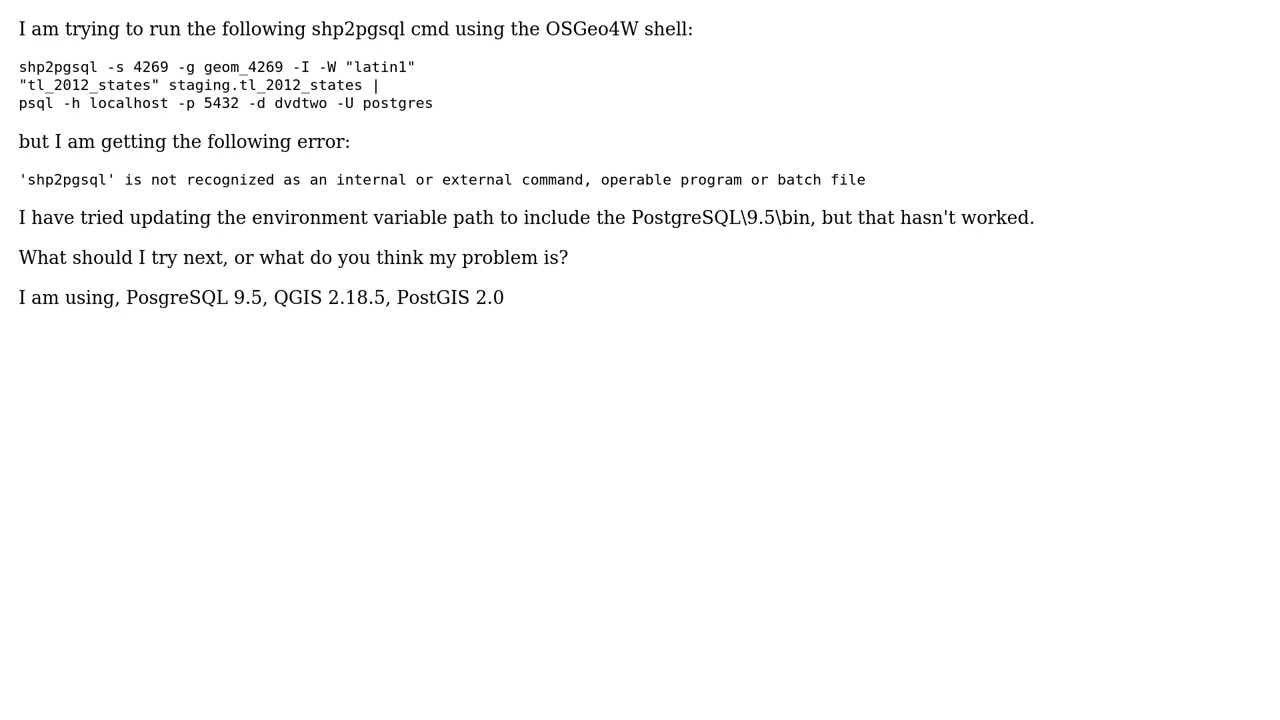 I am trying to run the following shp2pgsql cmd using the OSGeo4W shell:
shp2pgsql -s 4269 -g geom_4269 -I -W "latin1"
"tl_2012_states" staging.tl_2012_states |
psql -h localhost -p 5432 -d dvdtwo -U postgres
but I am getting the following error:
'shp2pgsql' is not recognized as an internal or external command, operable program or batch file
I have tried updating the environment variable path to include the PostgreSQL\9.5\bin, but that hasn't worked.
What should I try next, or what do you think my problem is?
I am using, PosgreSQL 9.5, QGIS 2.18.5, PostGIS 2.0